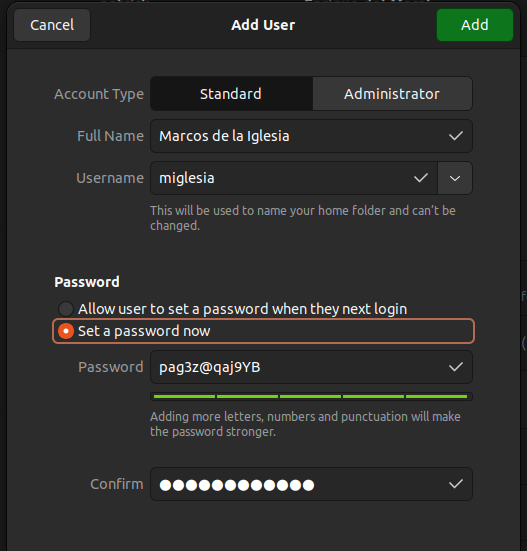 Cancel
Add User
Add
Account Type
Standard
Administrator
Full Name
Marcos de la Iglesia
Username
miglesia
This will be used to name your home folder and can't be
changed.
Password
Allow user to set a password when they next login
Set a password now
Password
pag3z@qaj9YB
Adding more letters, numbers and punctuation will make
the password stronger.
Confirm
●●●●●●●●●●●●